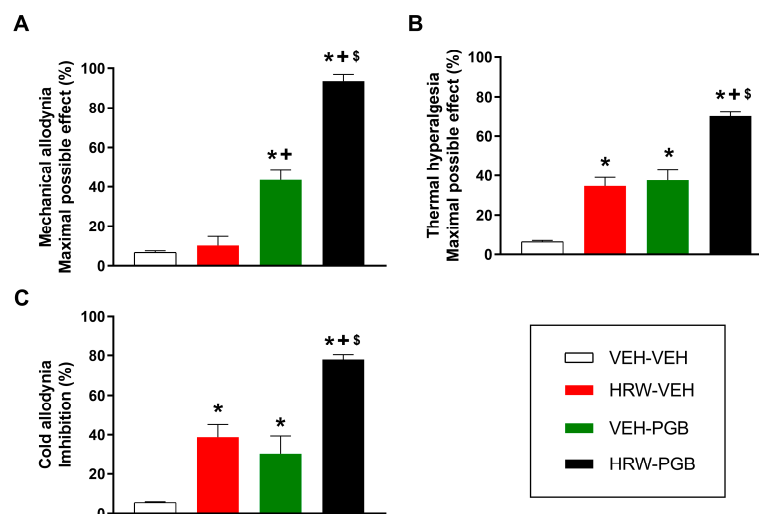 A
Mechanical allodynia
Maximal possible effect (%)
100
80
60
40
20
0
*+
*+$
B
Thermal hyperalgesia
Maximal possible effect (%)
100
80
60
40
20
0
*
*
*+$
C
Cold allodynia
Imhibition (%)
100
80
60
40
20
0
*
*
*+$
VEH-VEH
HRW-VEH
VEH-PGB
HRW-PGB